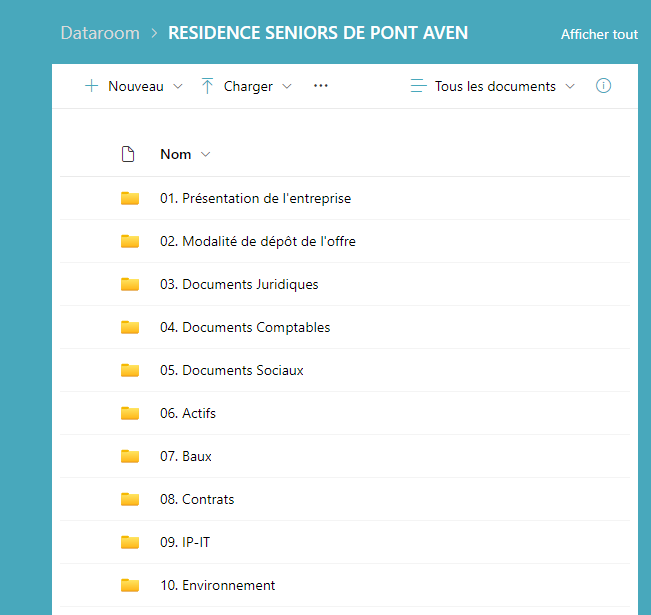 Dataroom > RESIDENCE SENIORS DE PONT AVEN Afficher tout
Nouveau Charger ... Tous les documents
Nom
01. Présentation de l'entreprise
02. Modalité de dépôt de l'offre
03. Documents Juridiques
04. Documents Comptables
05. Documents Sociaux
06. Actifs
07. Baux
08. Contrats
09. IP-IT
10. Environnement